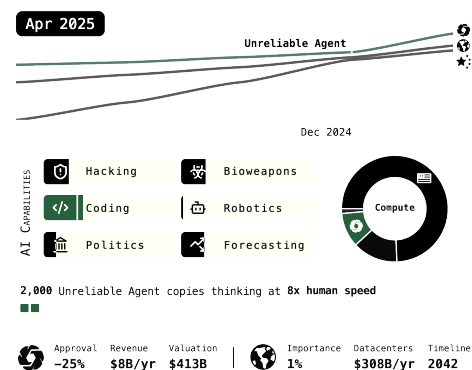 Apr 2025
Unreliable Agent
Dec 2024
AI Capabilities
Hacking
Bioweapons
Coding
Robotics
Politics
Forecasting
Compute
2,000 Unreliable Agent copies thinking at 8x human speed
Approval Revenue Valuation Importance Datacenters Timeline
-25% $8B/yr $413B 1% $308B/yr 2042